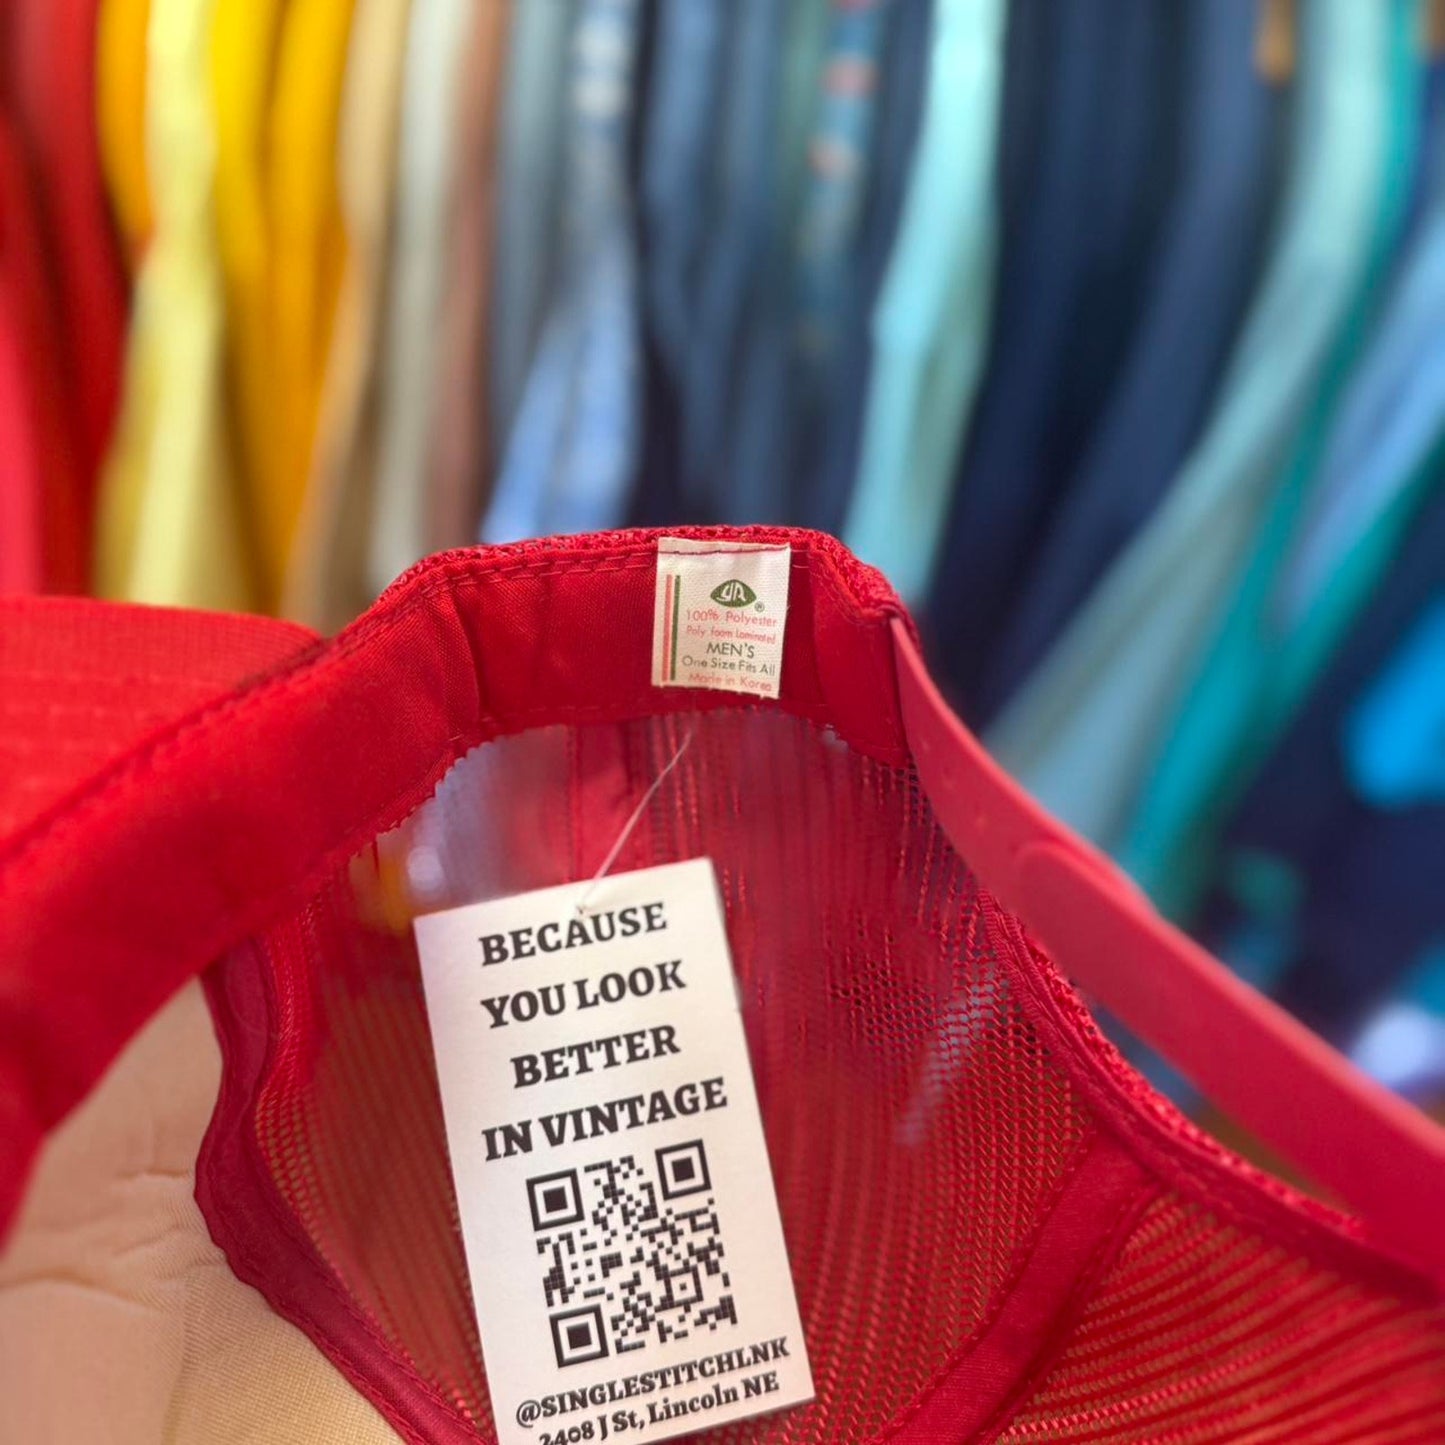 YA ®
100% Polyester
Poly foam Laminated
MEN'S
One Size Fits All
Made in Korea
BECAUSE
YOU LOOK
BETTER
IN VINTAGE
@SINGLESTITCHLNK
2408 J St, Lincoln NE